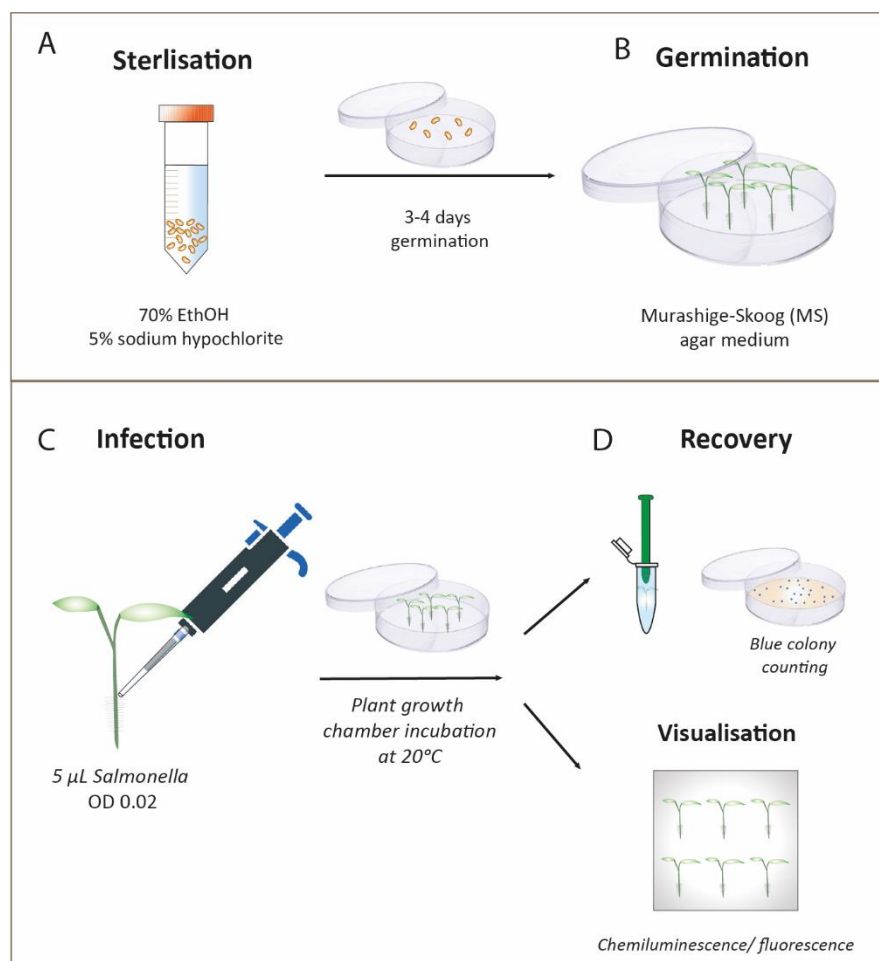 A
Sterlisation
70% EthOH
5% sodium hypochlorite
3-4 days
germination
B
Germination
Murashige-Skoog (MS)
agar medium
C
Infection
5 µL Salmonella
OD 0.02
Plant growth
chamber incubation
at 20ºC
D
Recovery
Blue colony
counting
Visualisation
Chemiluminescence/ fluorescence